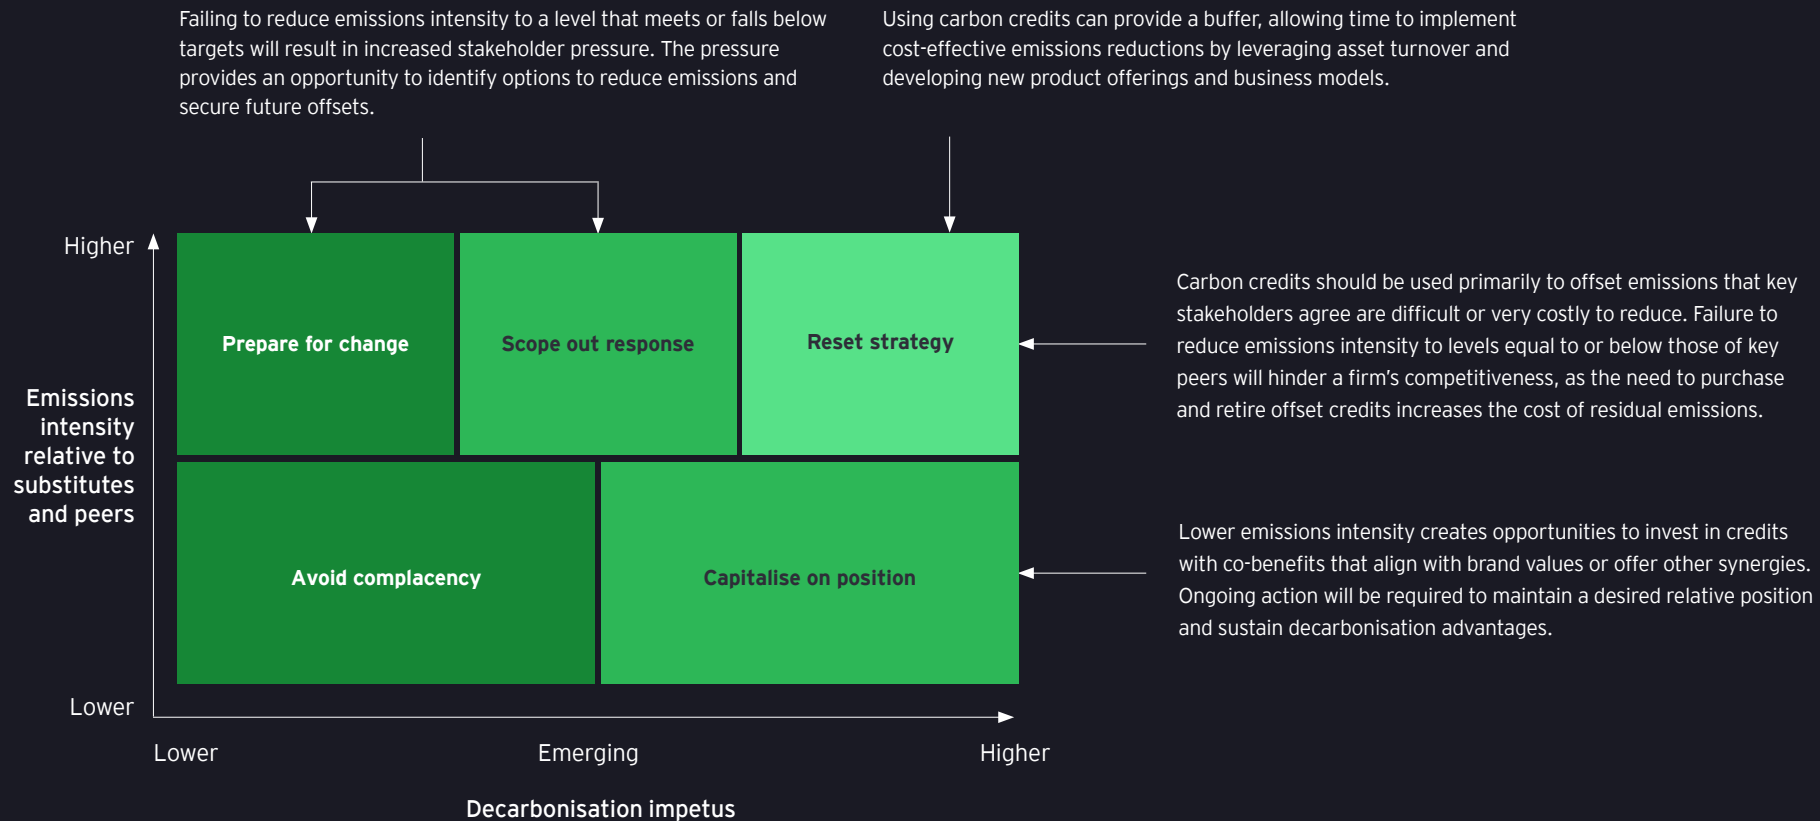 Failing to reduce emissions intensity to a level that meets or falls below
targets will result in increased stakeholder pressure. The pressure
provides an opportunity to identify options to reduce emissions and
secure future offsets.
Using carbon credits can provide a buffer, allowing time to implement
cost-effective emissions reductions by leveraging asset turnover and
developing new product offerings and business models.
Higher
Emissions
intensity
relative to
substitutes
and peers
Lower
Prepare for change
Scope out response
Reset strategy
Avoid complacency
Capitalise on position
Carbon credits should be used primarily to offset emissions that key
stakeholders agree are difficult or very costly to reduce. Failure to
reduce emissions intensity to levels equal to or below those of key
peers will hinder a firm's competitiveness, as the need to purchase
and retire offset credits increases the cost of residual emissions.
Lower emissions intensity creates opportunities to invest in credits
with co-benefits that align with brand values or offer other synergies.
Ongoing action will be required to maintain a desired relative position
and sustain decarbonisation advantages.
Lower
Emerging
Higher
Decarbonisation impetus